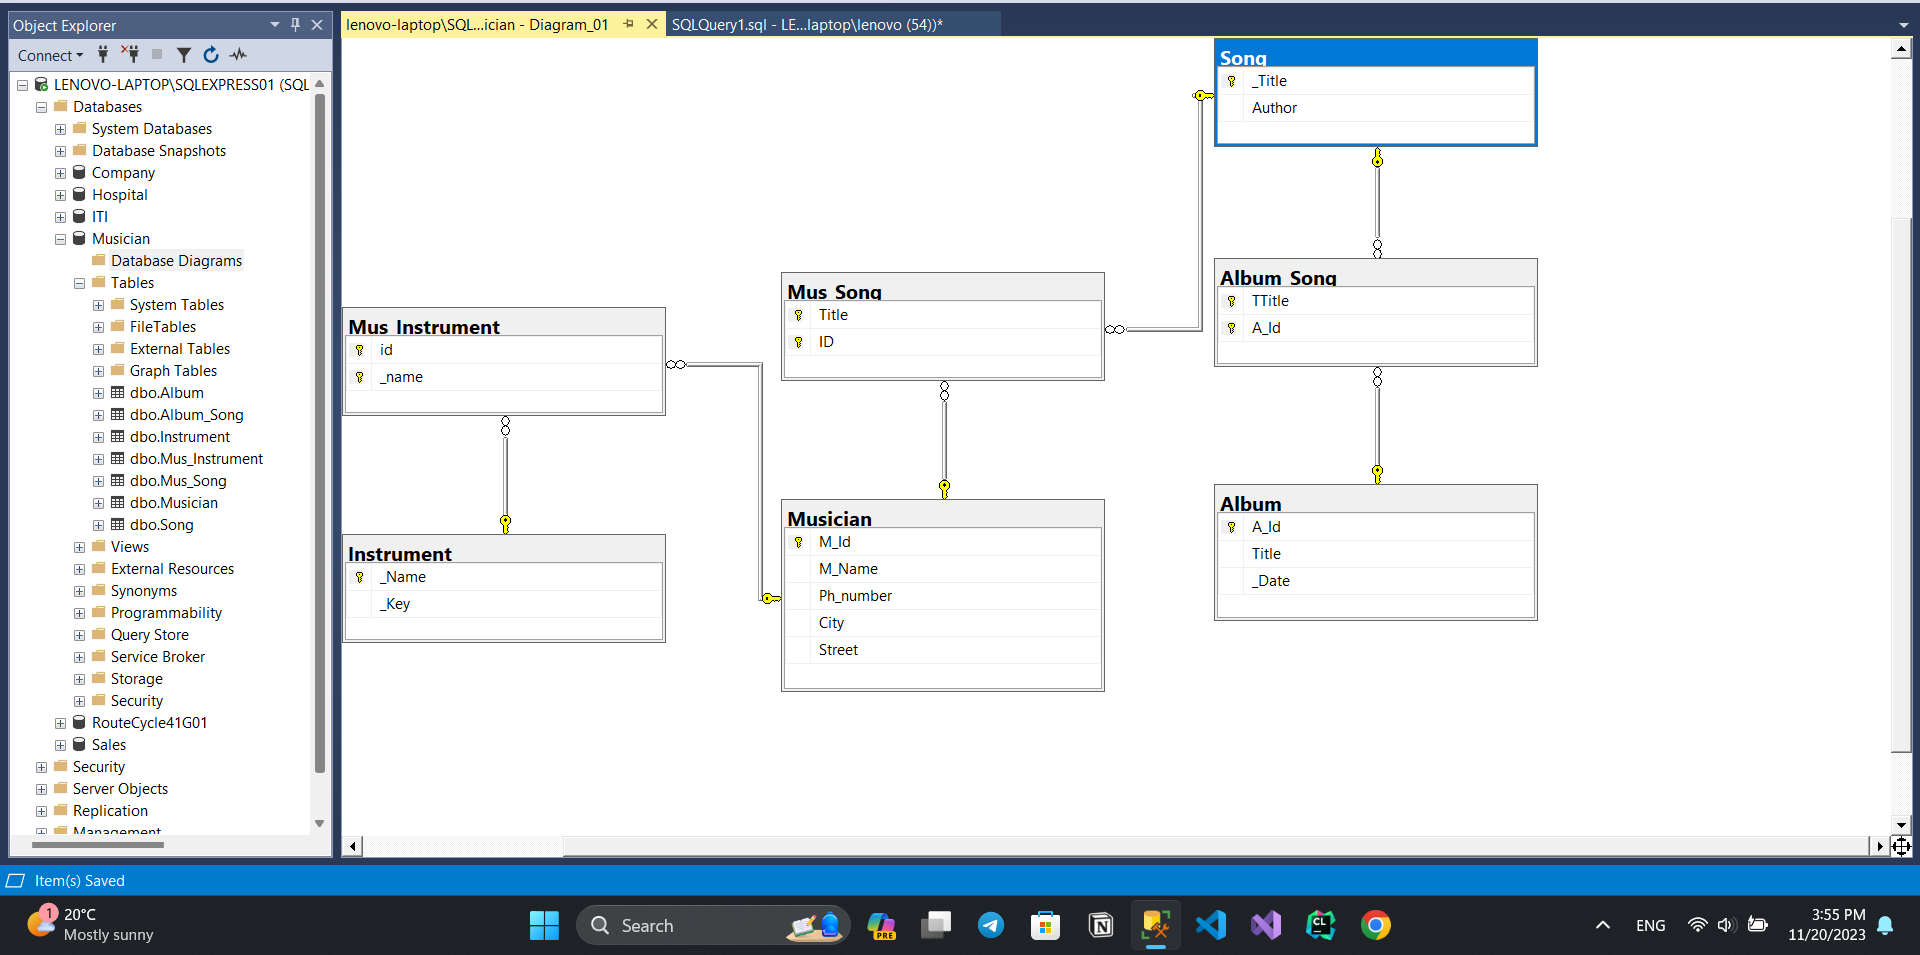 Object Explorer
Connect
LENOVO-LAPTOP\SQLEXPRESS01 (SQL
Databases
System Databases
Database Snapshots
Company
Hospital
ITI
Musician
Database Diagrams
Tables
System Tables
FileTables
External Tables
Graph Tables
dbo.Album
dbo.Album_Song
dbo.Instrument
dbo.Mus_Instrument
dbo.Mus_Song
dbo.Musician
dbo.Song
Views
External Resources
Synonyms
Programmability
Query Store
Service Broker
Storage
Security
RouteCycle41G01
Sales
Security
Server Objects
Replication
Management
lenovo-laptop\SQL...ician - Diagram_01
SQLQuery1.sql - LE...laptop\lenovo (54))*
Song
_Title
Author
Album_Song
TTitle
A_Id
Mus_Song
Title
ID
Mus_Instrument
id
_name
Album
A_Id
Title
_Date
Musician
M_Id
M_Name
Ph_number
City
Street
Instrument
_Name
_Key
Item(s) Saved
1
20°C
Mostly sunny
Search
PRE
CL
ENG
3:55 PM
11/20/2023